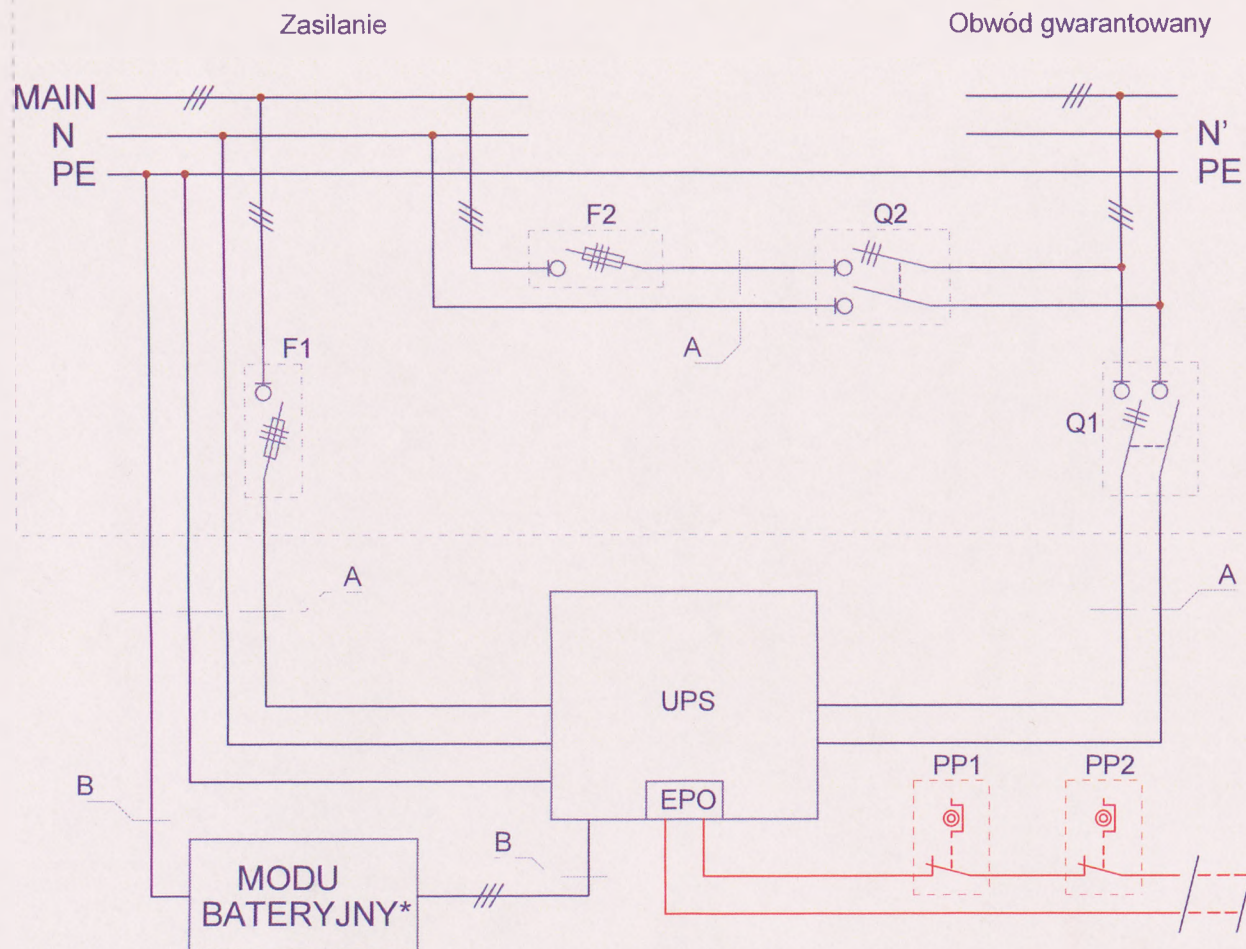 Zasilanie
Obwód gwarantowany
MAIN
N
PE
N'
PE
F2
Q2
A
F1
Q1
A
A
UPS
PP1
PP2
EPO
B
B
MODU
BATERYJNY*